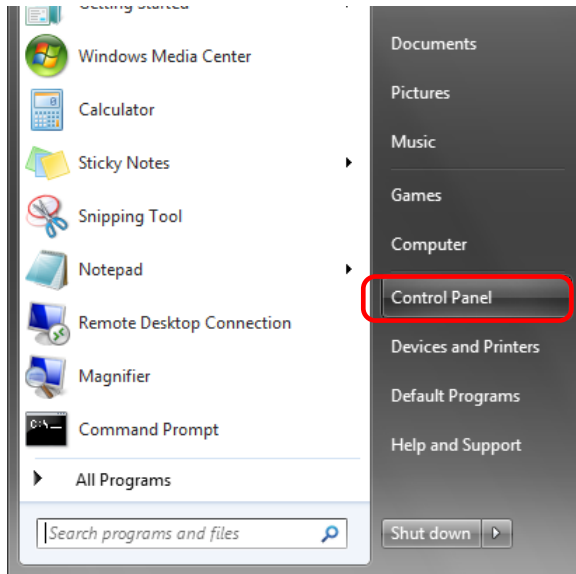 Getting Started
Windows Media Center
Calculator
Sticky Notes
Snipping Tool
Notepad
Remote Desktop Connection
Magnifier
Command Prompt
All Programs
Search programs and files
Documents
Pictures
Music
Games
Computer
Control Panel
Devices and Printers
Default Programs
Help and Support
Shut down